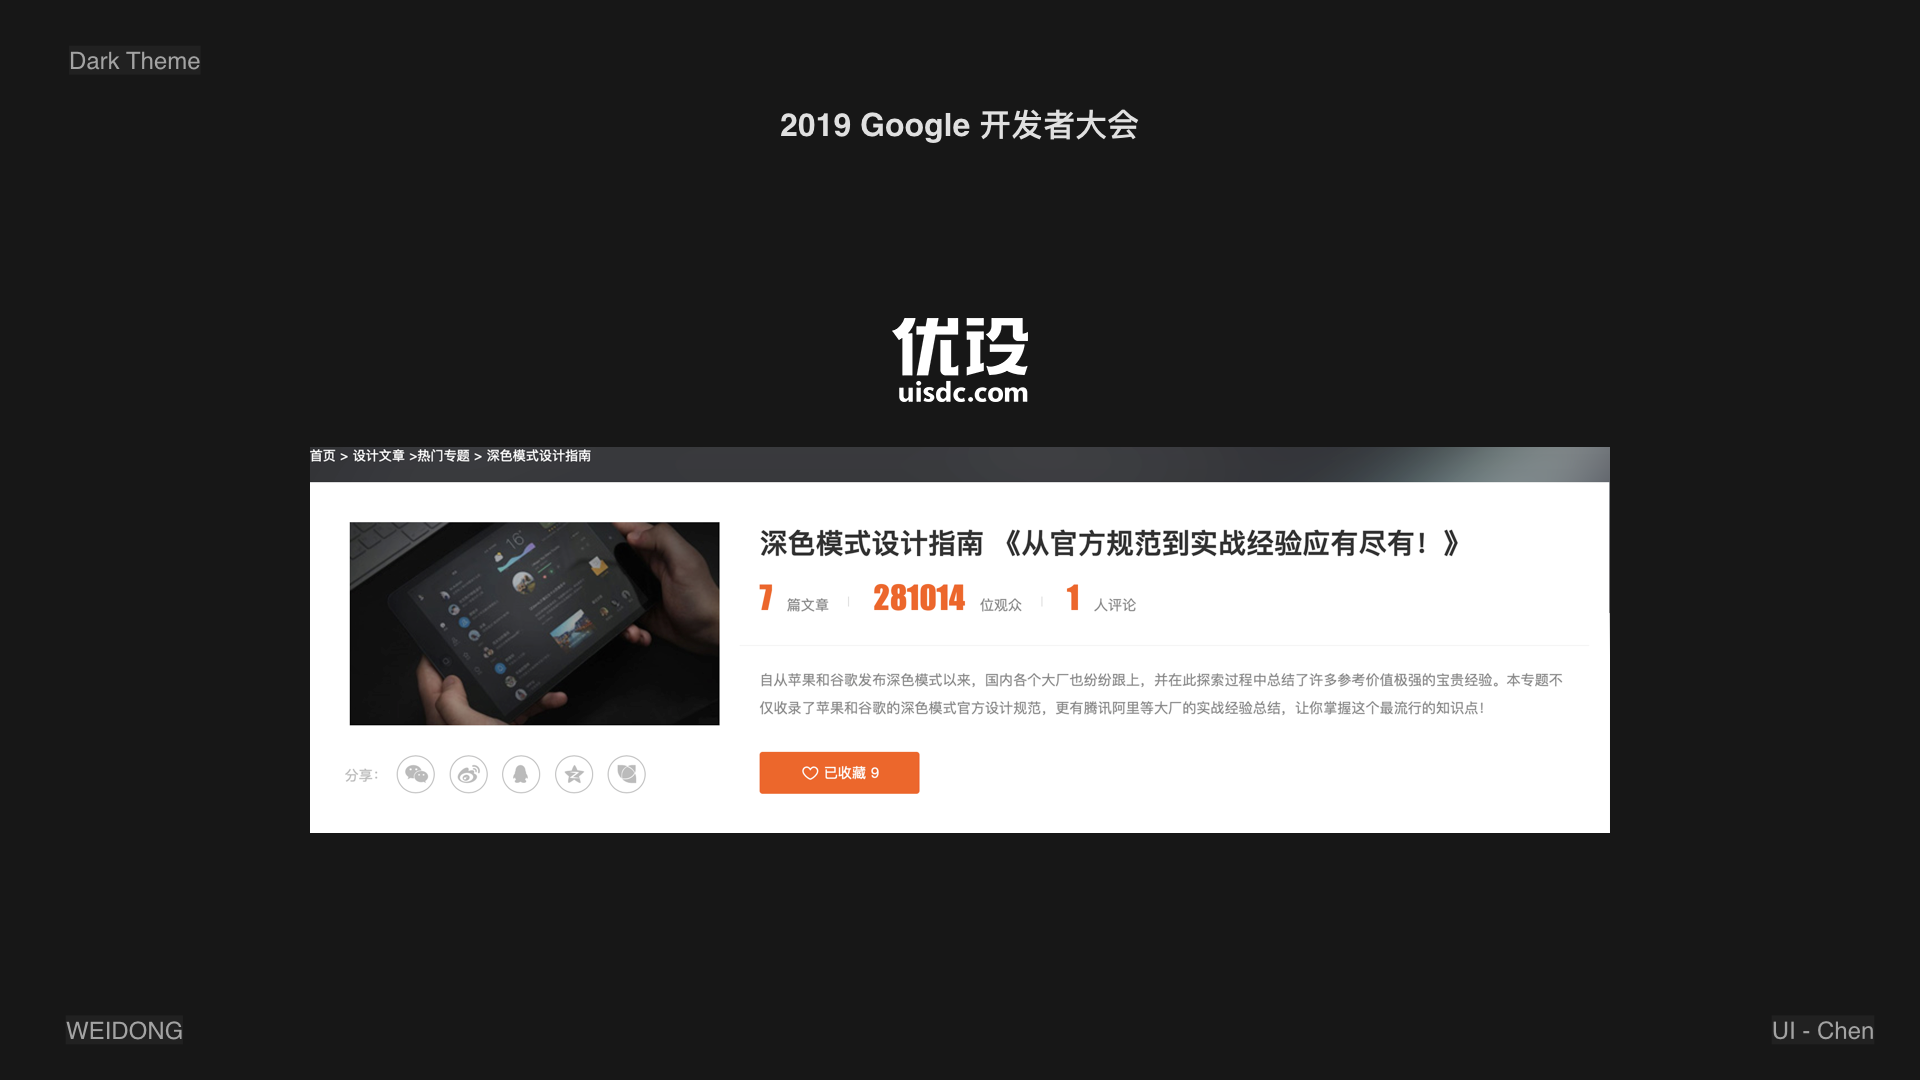 Dark Theme
2019 Google 开发者大会
优设
uisdc.com
首页 > 设计文章 >热门专题 > 深色模式设计指南
深色模式设计指南 《从官方规范到实战经验应有尽有！》
7 篇文章 281014 位观众 1 人评论
自从苹果和谷歌发布深色模式以来，国内各个大厂也纷纷跟上，并在此探索过程中总结了许多参考价值极强的宝贵经验。本专题不
仅收录了苹果和谷歌的深色模式官方设计规范，更有腾讯阿里等大厂的实战经验总结，让你掌握这个最流行的知识点！
分享：
已收藏 9
WEIDONG
UI - Chen